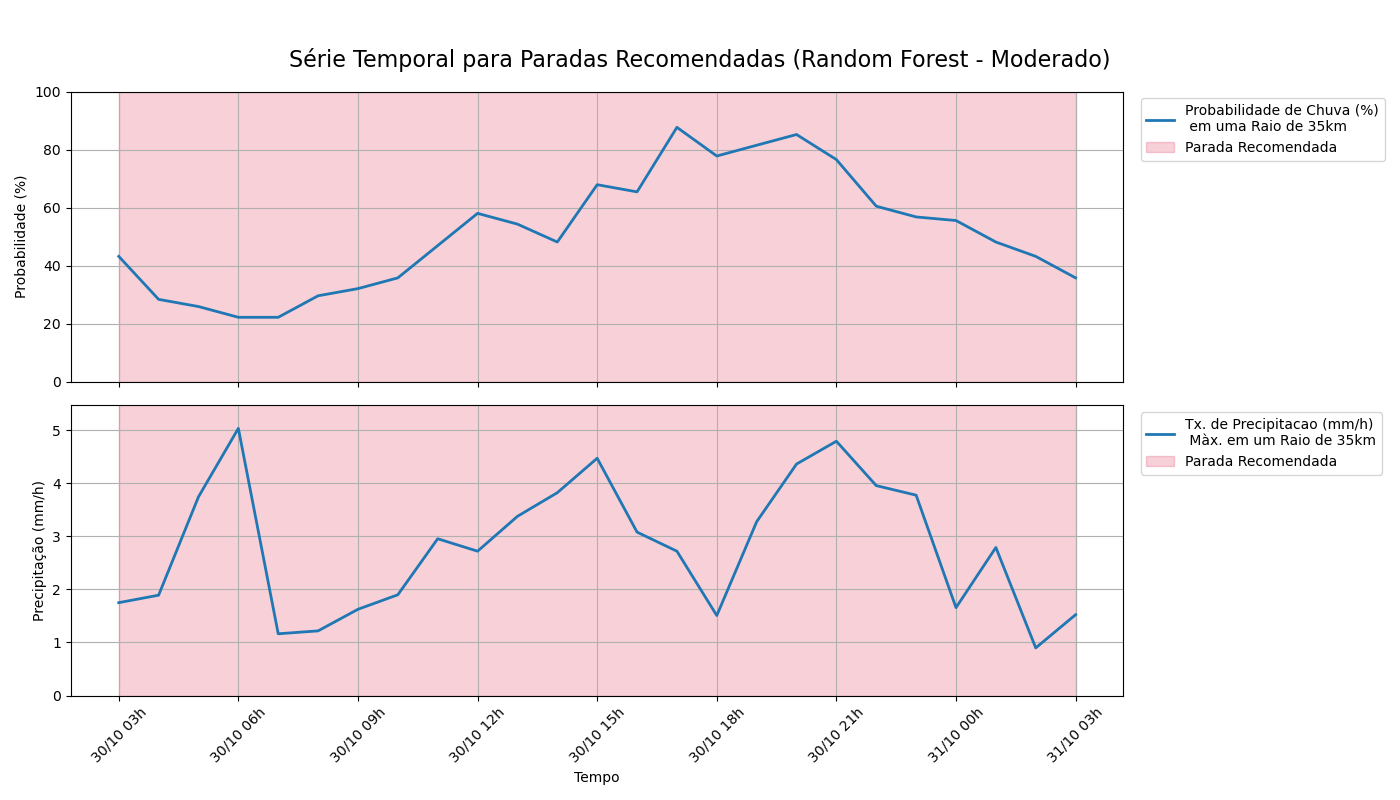 Série Temporal para Paradas Recomendadas (Random Forest - Moderado)
100
80
60
40
20
0
Probabilidade (%)
Probabilidade de Chuva (%)
em uma Raio de 35km
Parada Recomendada
5
4
3
2
1
0
Precipitação (mm/h)
Tx. de Precipitacao (mm/h)
Màx. em um Raio de 35km
Parada Recomendada
30/10 03h
30/10 06h
30/10 09h
30/10 12h
30/10 15h
30/10 18h
30/10 21h
31/10 00h
31/10 03h
Tempo